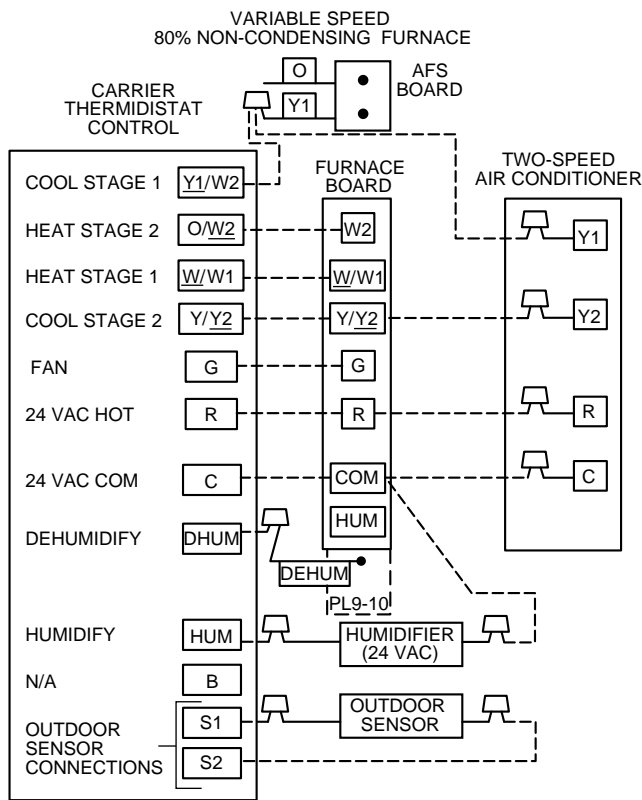 VARIABLE SPEED
80% NON-CONDENSING FURNACE
O
Y1
AFS
BOARD
CARRIER
THERMIDISTAT
CONTROL
FURNACE
BOARD
TWO-SPEED
AIR CONDITIONER
COOL STAGE 1 Y1/W2
Y1
HEAT STAGE 2 O/W2 W2
HEAT STAGE 1 W/W1 W/W1
COOL STAGE 2 Y/Y2 Y/Y2 Y2
FAN G G
24 VAC HOT R R R
24 VAC COM C COM C
HUM
DEHUMIDIFY DHUM
DEHUM
PL9-10
HUMIDIFY HUM HUMIDIFIER
(24 VAC)
N/A B
OUTDOOR
SENSOR
CONNECTIONS
S1
OUTDOOR
SENSOR
S2